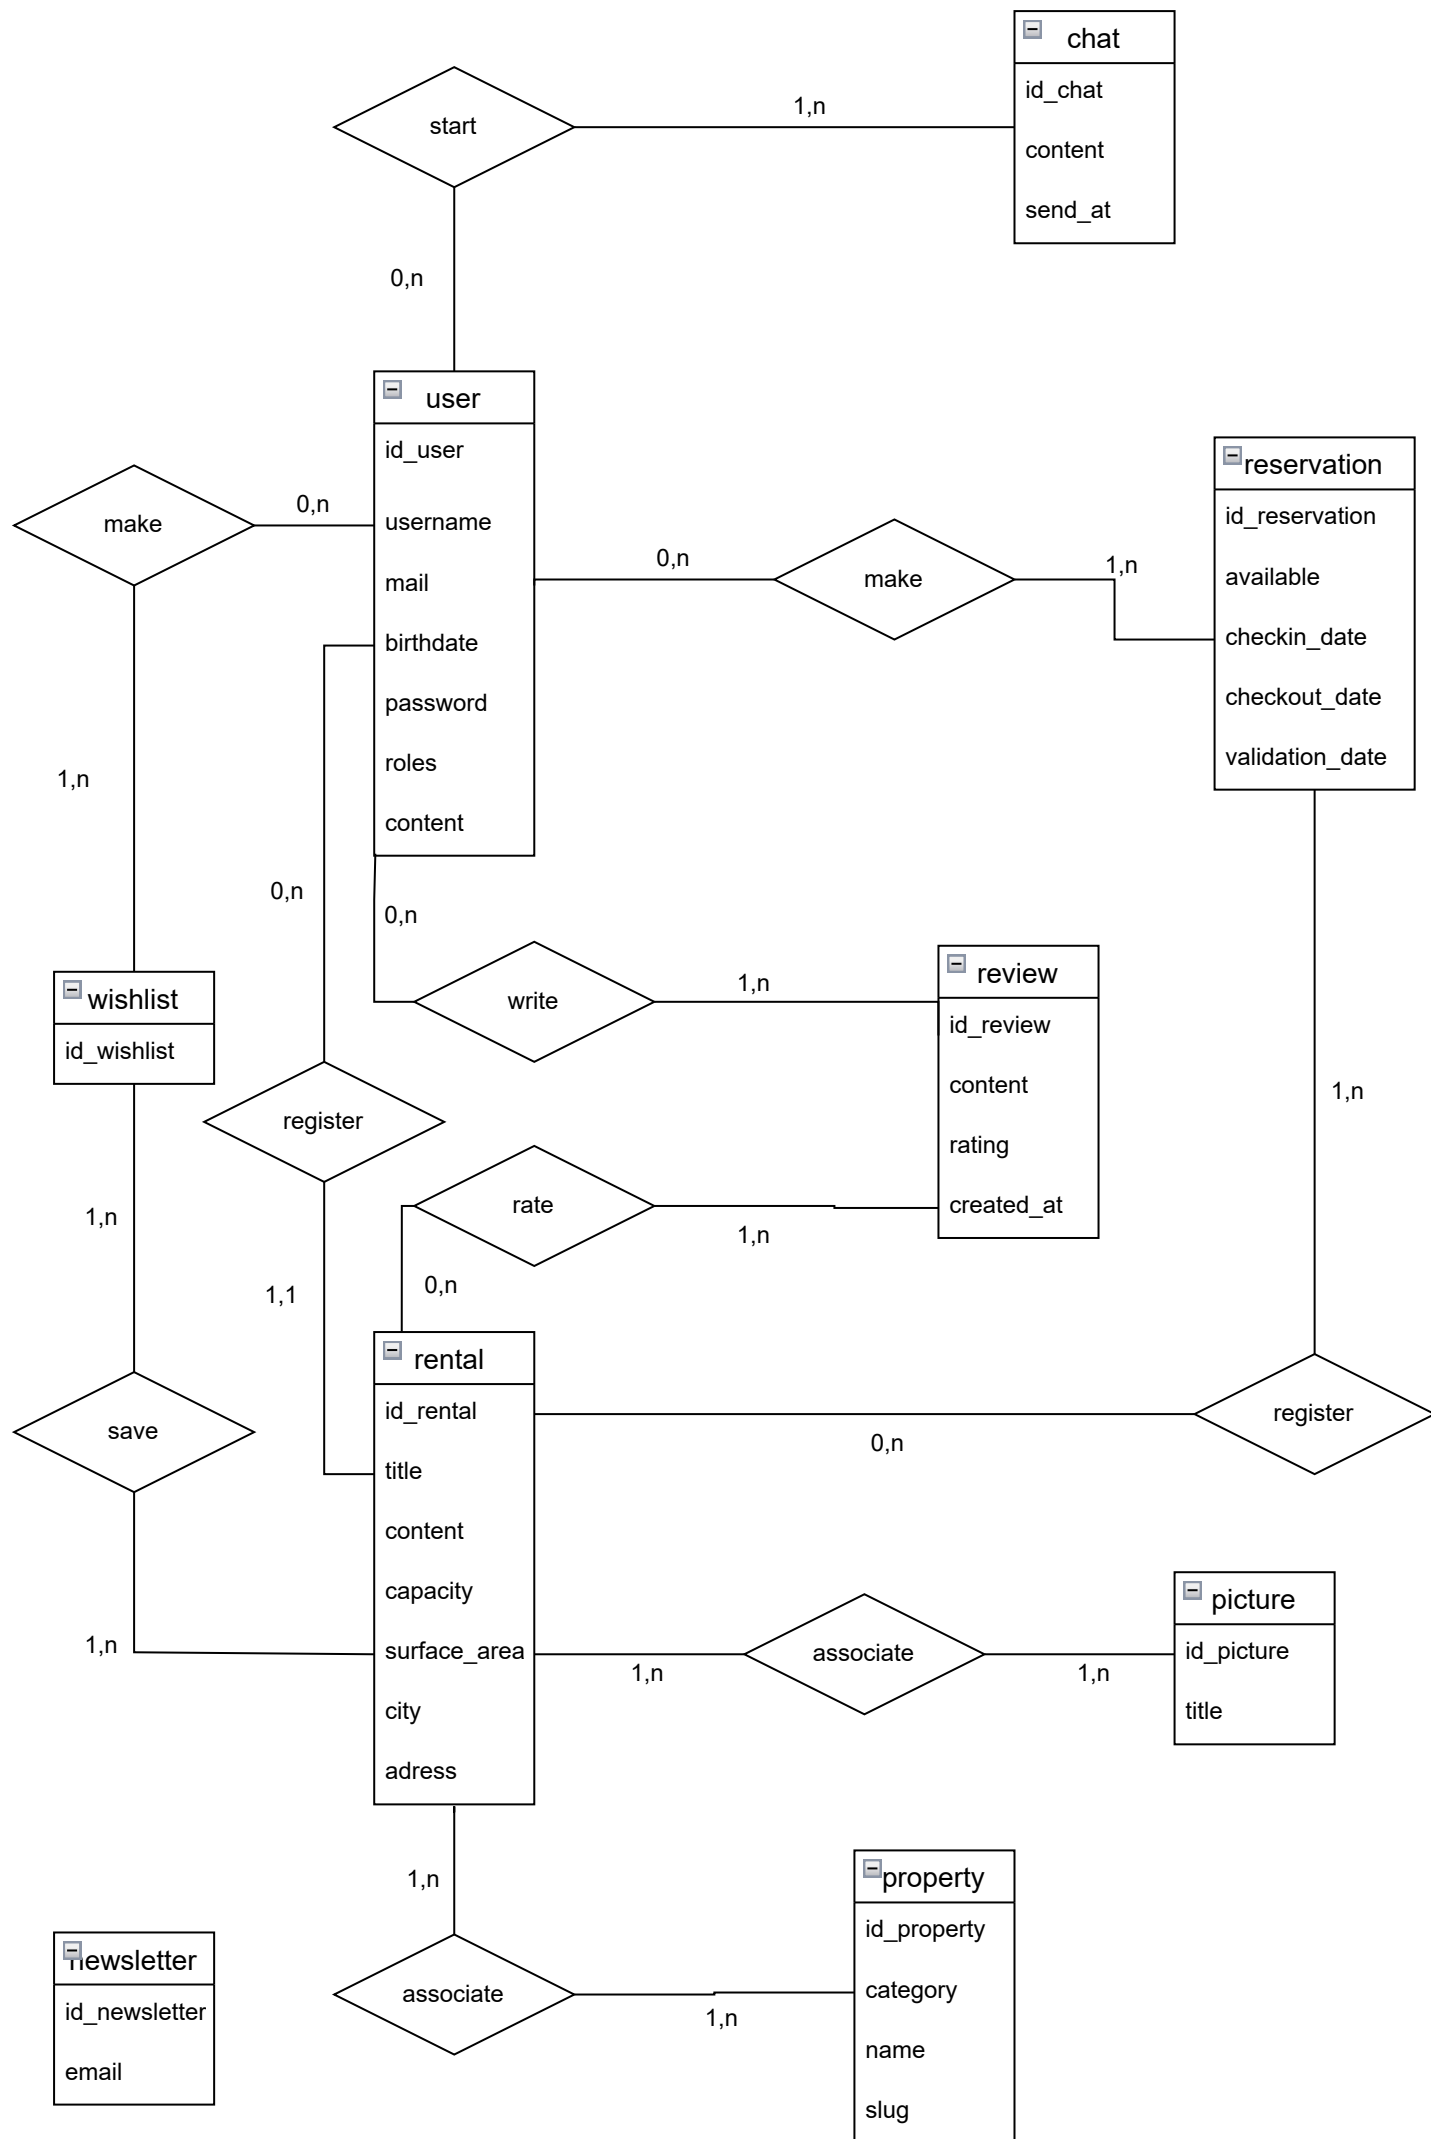 chat
id_chat
content
send_at
start
1,n
0,n
user
id_user
username
mail
birthdate
password
roles
content
make
0,n
1,n
0,n
make
1,n
reservation
id_reservation
available
checkin_date
checkout_date
validation_date
0,n
0,n
write
1,n
review
id_review
content
rating
created_at
wishlist
id_wishlist
register
1,n
rate
1,n
0,n
1,n
1,1
rental
id_rental
title
content
capacity
surface_area
city
adress
save
register
0,n
1,n
1,n
associate
1,n
picture
id_picture
title
1,n
associate
1,n
property
id_property
category
name
slug
newsletter
id_newsletter
email